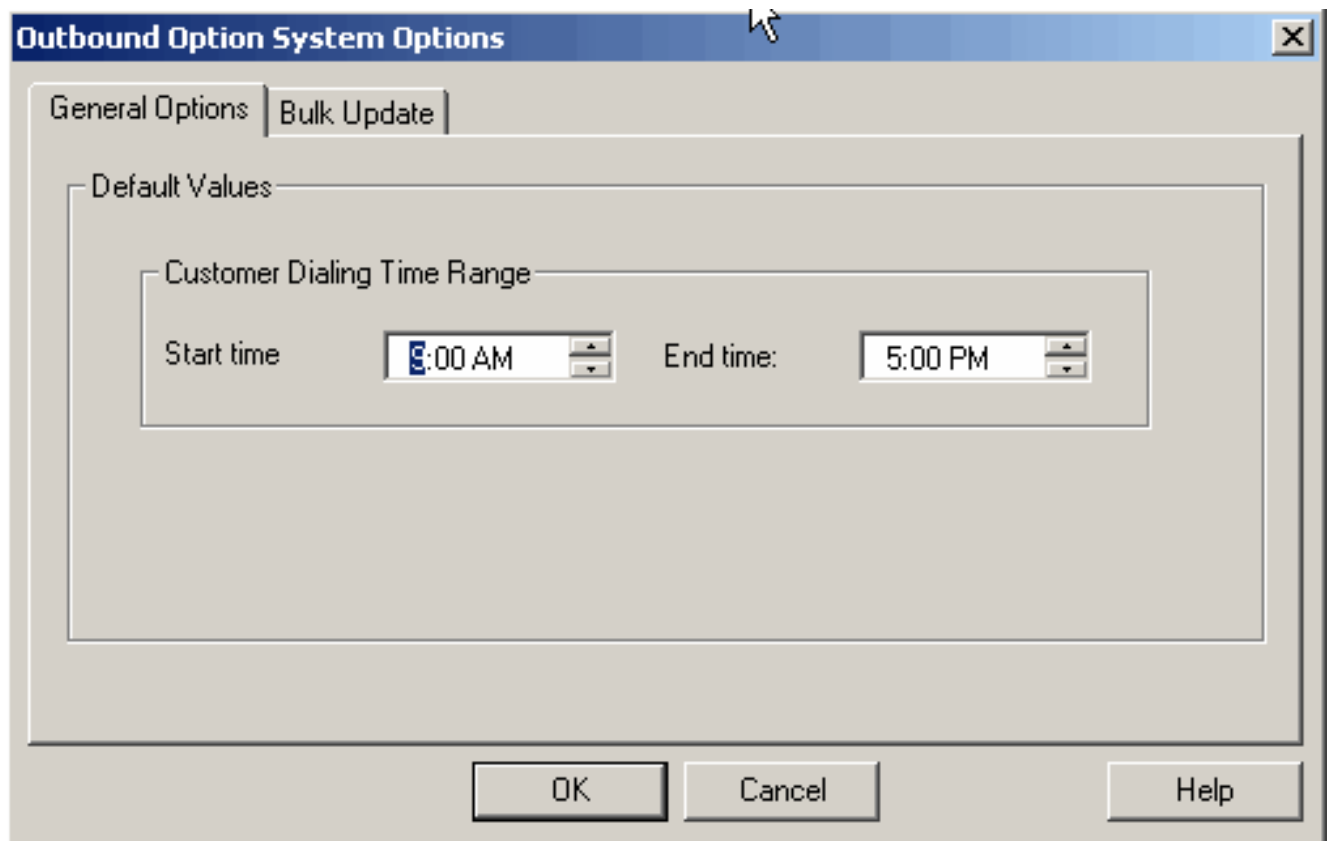 Outbound Option System Options
General Options
Bulk Update
Default Values
Customer Dialing Time Range
Start time
9:00 AM
End time:
5:00 PM
OK
Cancel
Help